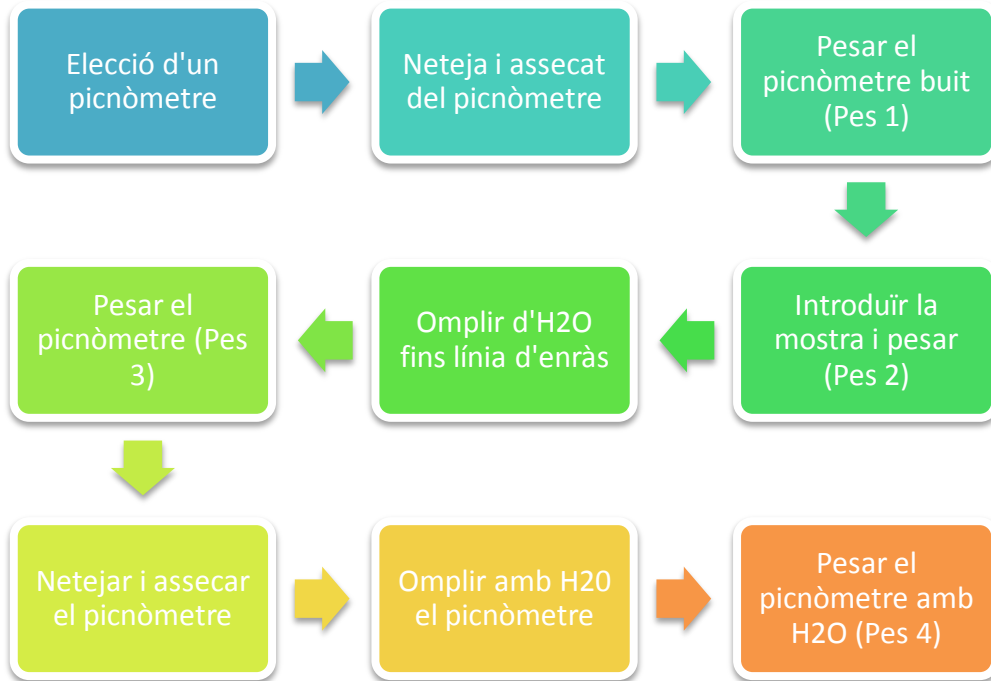 Elecció d'un
picnòmetre
Neteja i assecat
del picnòmetre
Pesar el
picnòmetre buit
(Pes 1)
Introduïr la
mostra i pesar
(Pes 2)
Omplir d'H2O
fins línia d'enràs
Pesar el
picnòmetre (Pes
3)
Netejar i assecar
el picnòmetre
Omplir amb H20
el picnòmetre
Pesar el
picnòmetre amb
H2O (Pes 4)